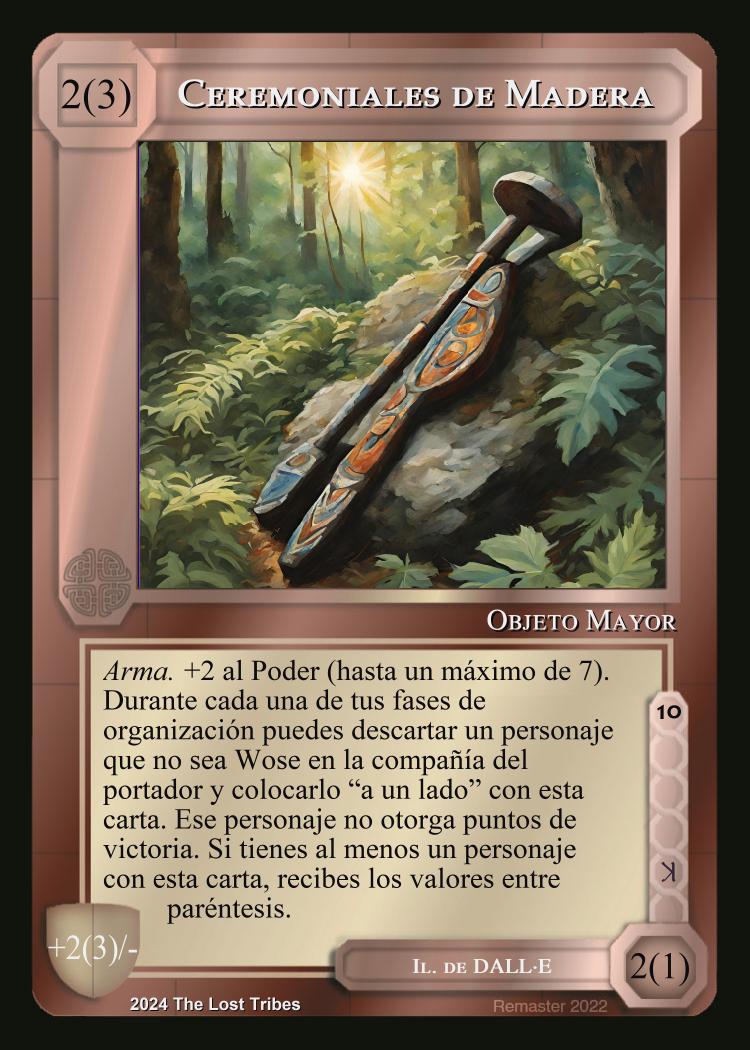 2(3)
Ceremoniales de Madera
Objeto Mayor
Arma. +2 al Poder (hasta un máximo de 7).
Durante cada una de tus fases de
organización puedes descartar un personaje
que no sea Wose en la compañía del
portador y colocarlo “a un lado” con esta
carta. Ese personaje no otorga puntos de
victoria. Si tienes al menos un personaje
con esta carta, recibes los valores entre
paréntesis.
10
+2(3)/-
Il. de DALL·E
2(1)
2024 The Lost Tribes
Remaster 2022